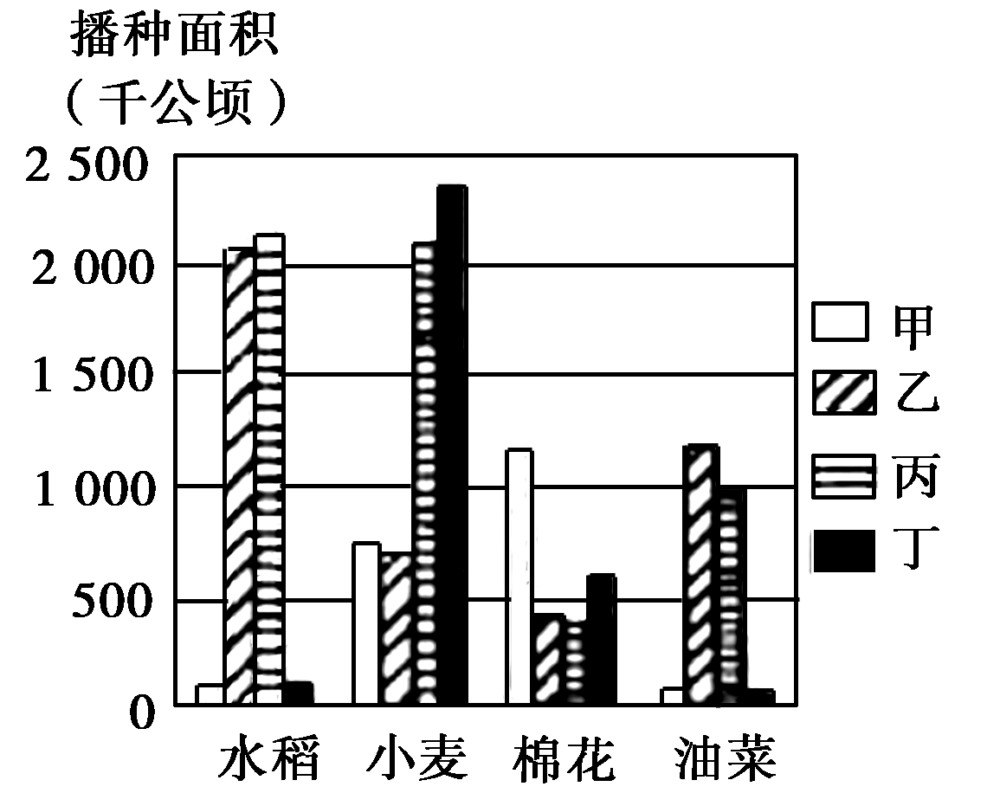 播种面积
（千公顷）
2 500
2 000
1 500
1 000
500
0
水稻 小麦 棉花 油菜
甲
乙
丙
丁